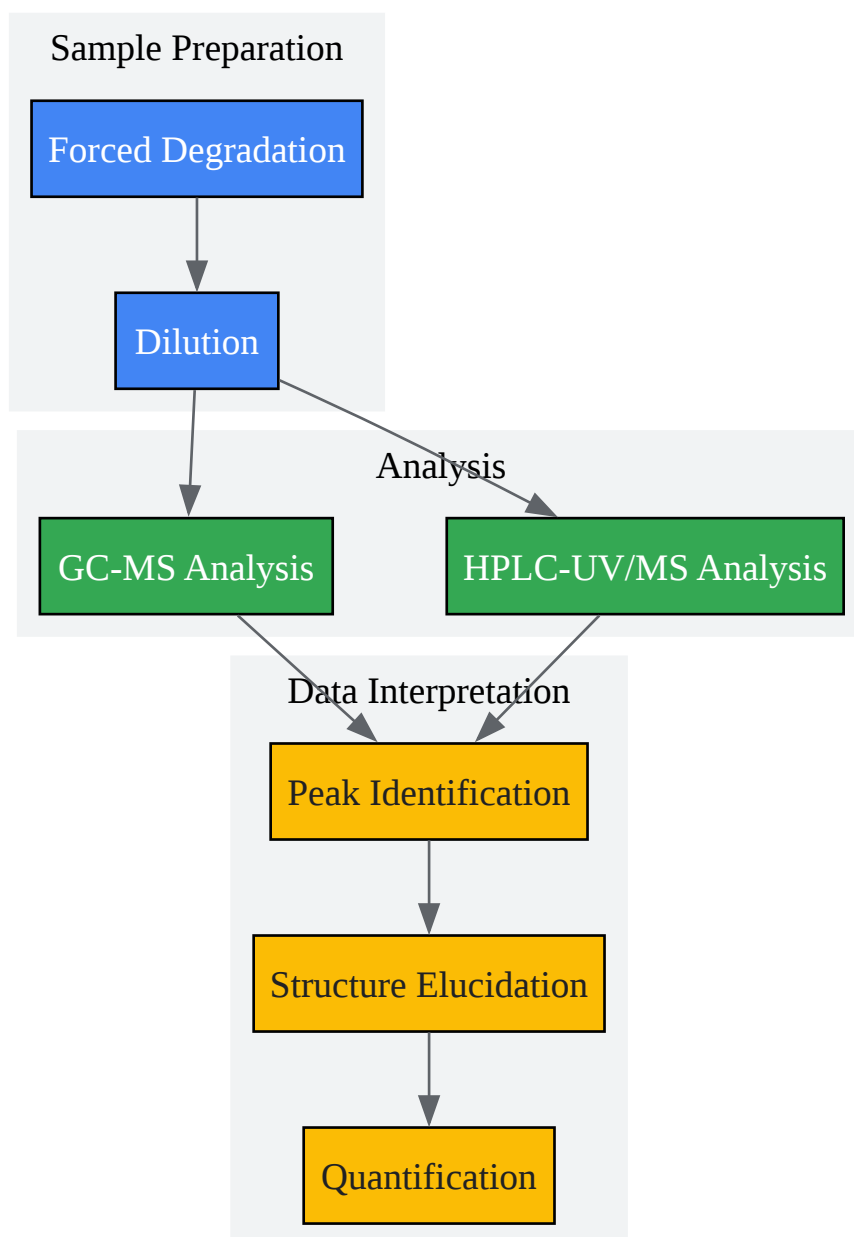 Sample Preparation
Forced Degradation
Dilution
Analysis
GC-MS Analysis
HPLC-UV/MS Analysis
Data Interpretation
Peak Identification
Structure Elucidation
Quantification